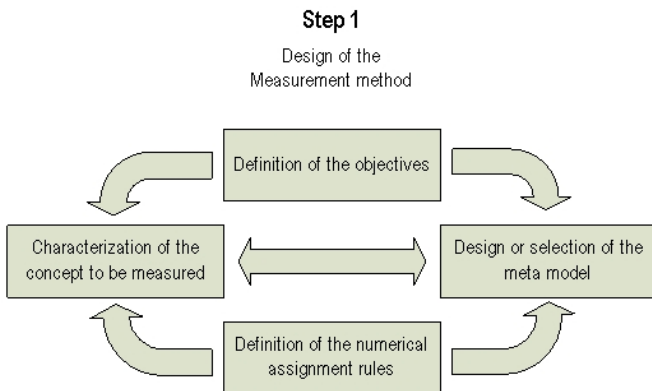 Step 1
Design of the
Measurement method
Definition of the objectives
Characterization of the
concept to be measured
Design or selection of the
meta model
Definition of the numerical
assignment rules